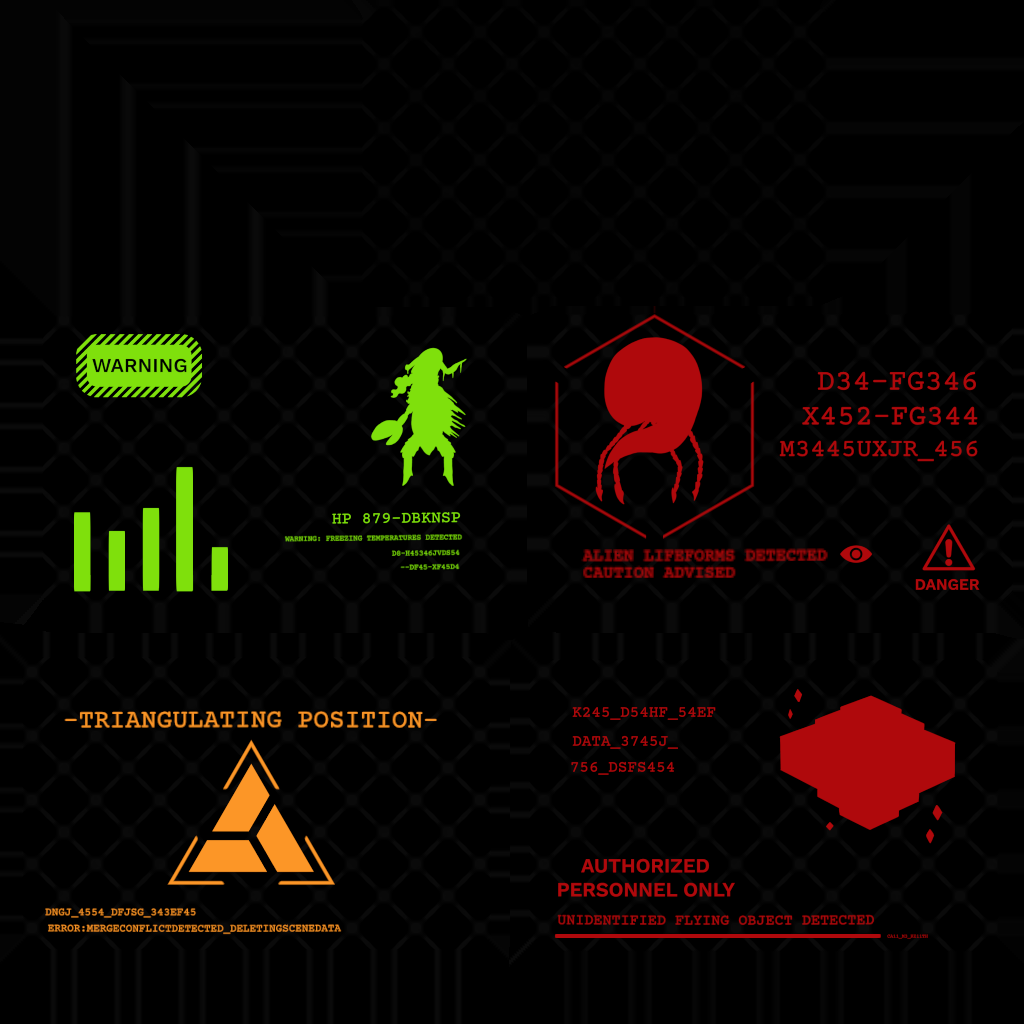 WARNING
HP 879-DBKNSP
WARNING: FREEZING TEMPERATURES DETECTED
D8-H45346JVDS54
--DF45-XF45D4
D34-FG346
X452-FG344
M3445UXJR_456
ALIEN LIFEFORMS DETECTED
CAUTION ADVISED
DANGER
-TRIANGULATING POSITION-
DNGJ_4554_DFJSG_343EF45
ERROR:MERGECONFLICTDETECTED_DELETINGSCENEDATA
K245_D54HF_54EF
DATA_3745J_
756_DSFS454
AUTHORIZED
PERSONNEL ONLY
UNIDENTIFIED FLYING OBJECT DETECTED